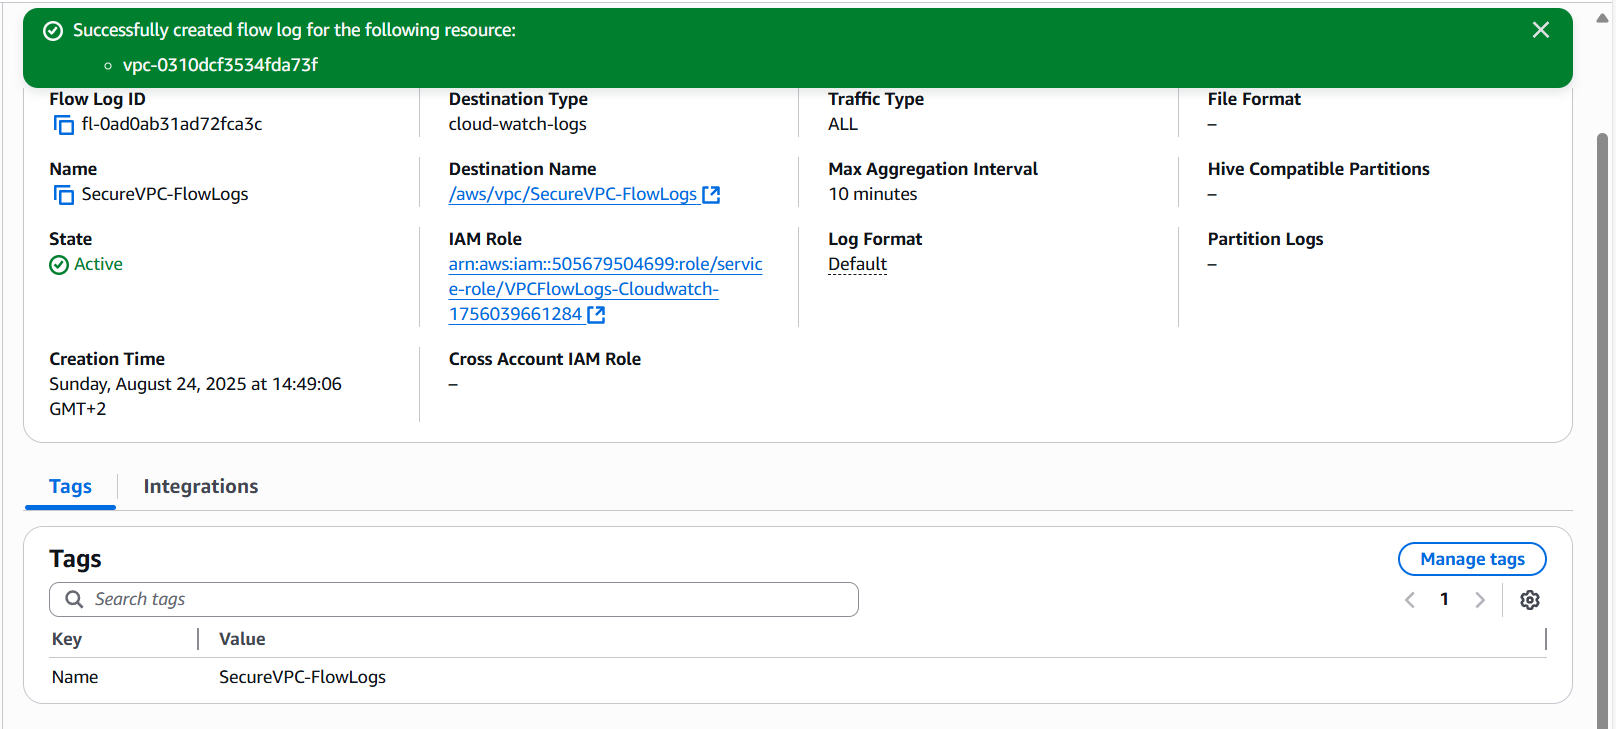 Successfully created flow log for the following resource:
vpc-0310dcf3534fda73f
Flow Log ID
fl-0ad0ab31ad72fca3c
Destination Type
cloud-watch-logs
Traffic Type
ALL
File Format
–
Name
SecureVPC-FlowLogs
Destination Name
/aws/vpc/SecureVPC-FlowLogs
Max Aggregation Interval
10 minutes
Hive Compatible Partitions
–
State
Active
IAM Role
arn:aws:iam::505679504699:role/servic
e-role/VPCFlowLogs-Cloudwatch-
1756039661284
Log Format
Default
Partition Logs
–
Creation Time
Sunday, August 24, 2025 at 14:49:06
GMT+2
Cross Account IAM Role
–
Tags
Integrations
Tags
Manage tags
Search tags
1
Key
Value
Name
SecureVPC-FlowLogs